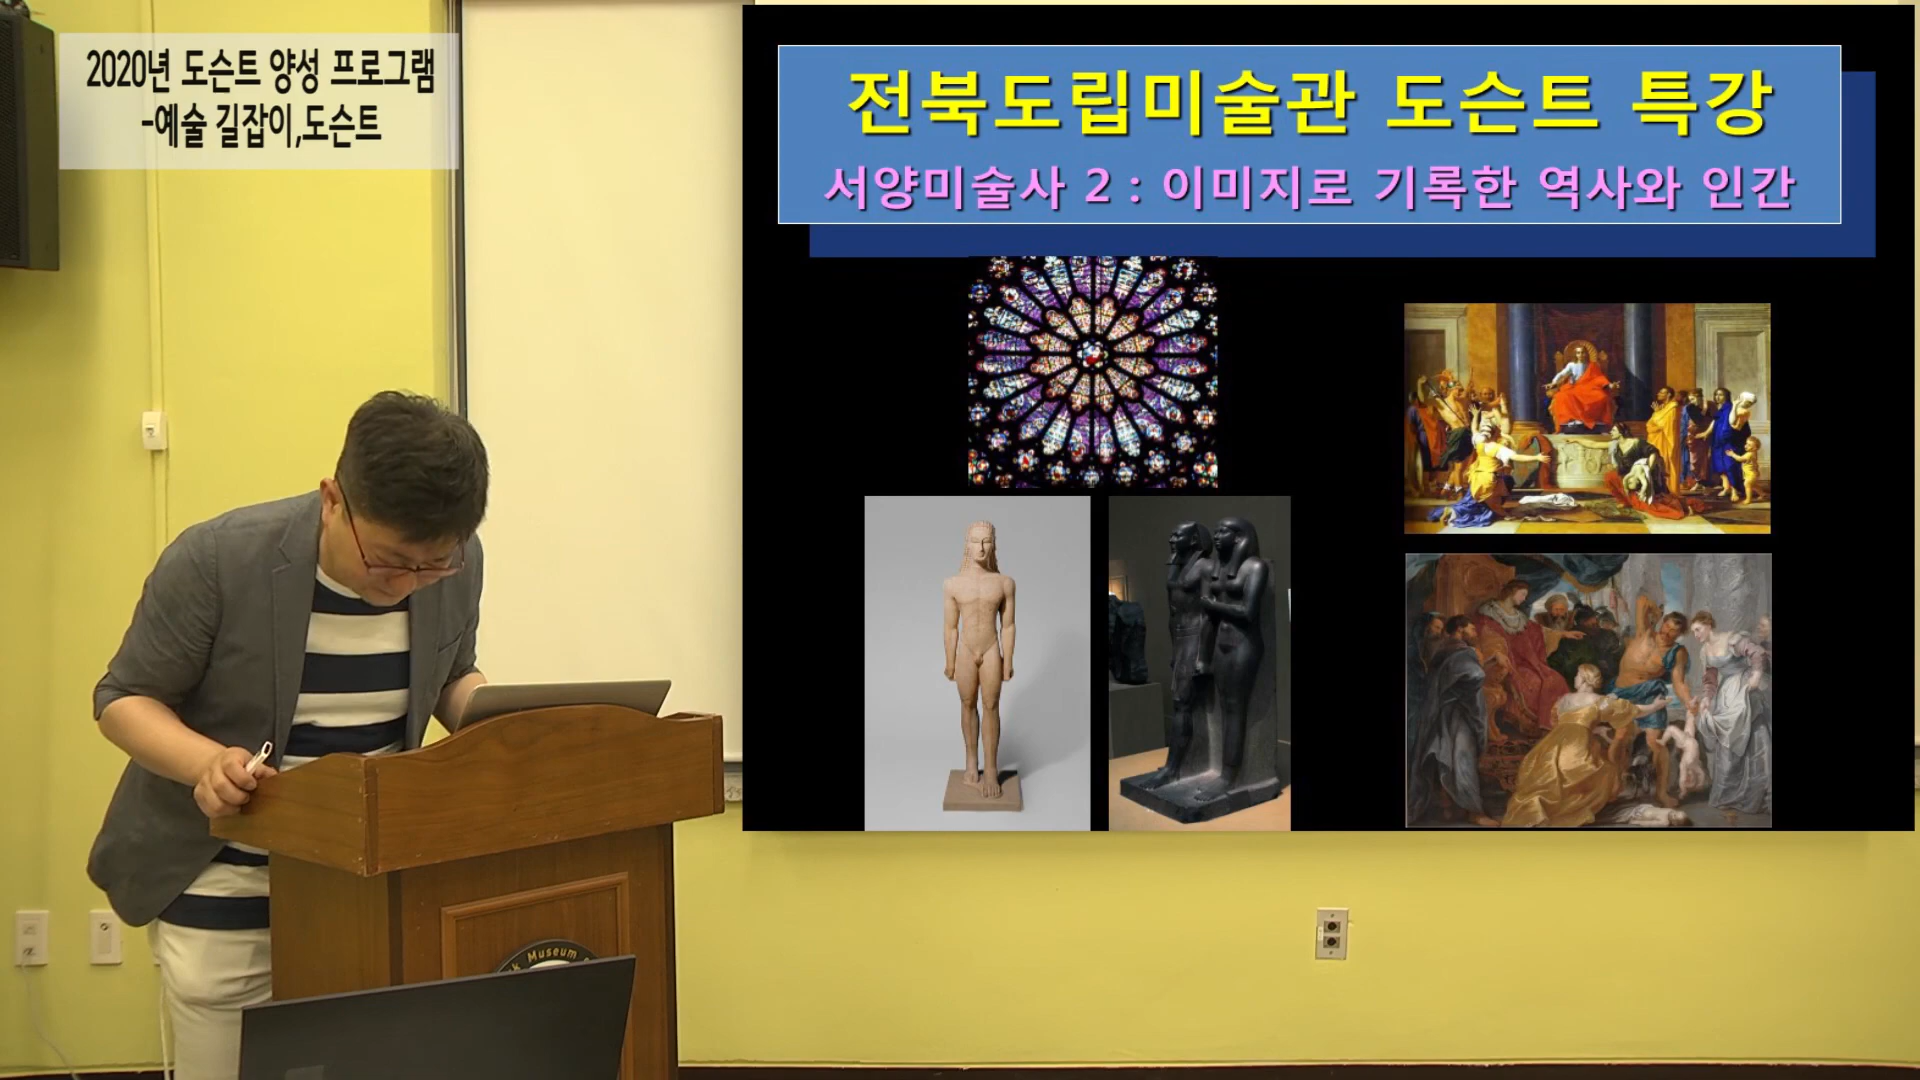 2020년 도슨트 양성 프로그램
-예술 길잡이,도슨트
전북도립미술관 도슨트 특강
서양미술사 2 : 이미지로 기록한 역사와 인간
Museum